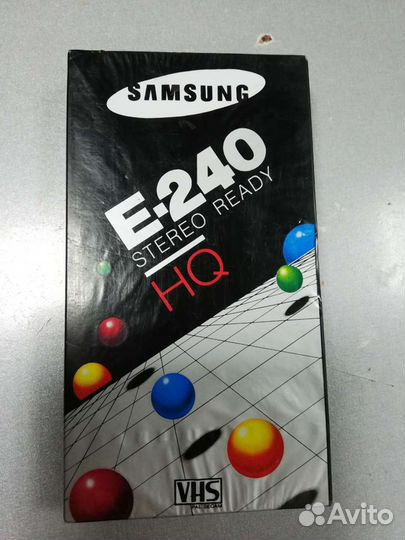 SAMSUNG
E-240
STEREO READY
HQ
VHS
Avito